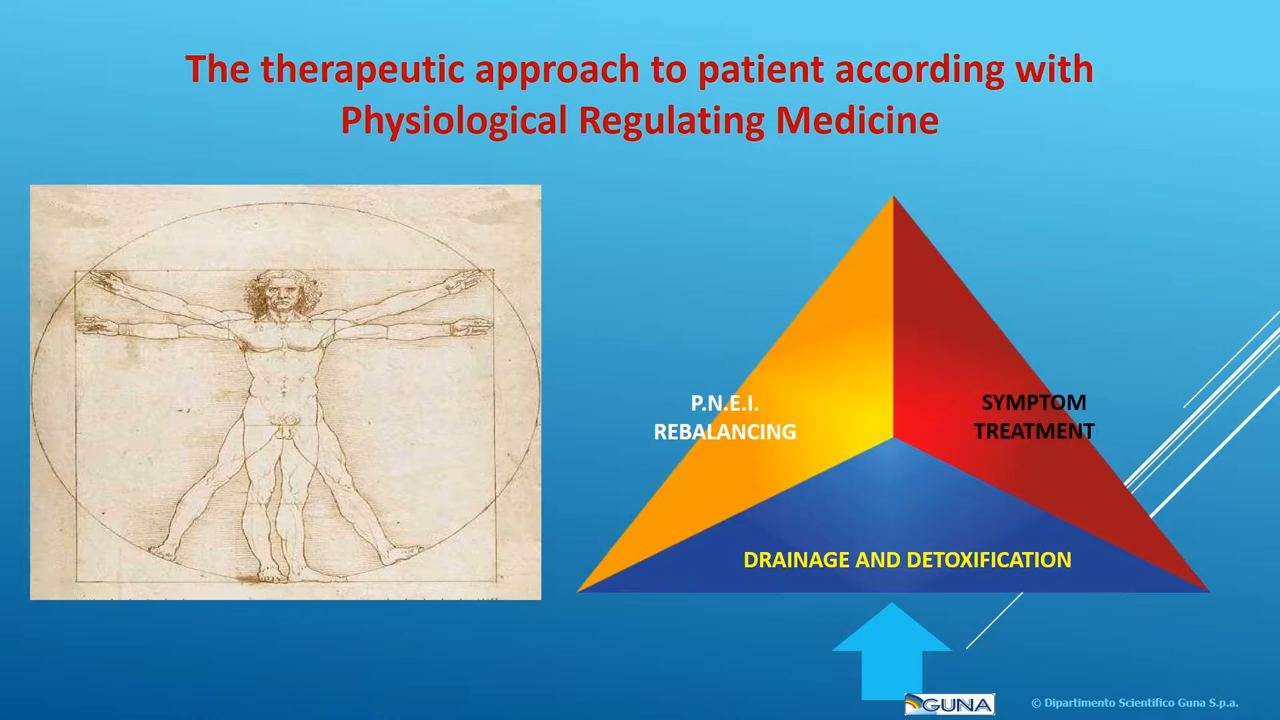 The therapeutic approach to patient according with
Physiological Regulating Medicine
P.N.E.I.
REBALANCING
SYMPTOM
TREATMENT
DRAINAGE AND DETOXIFICATION
GUNA
© Dipartimento Scientifico Guna S.p.a.